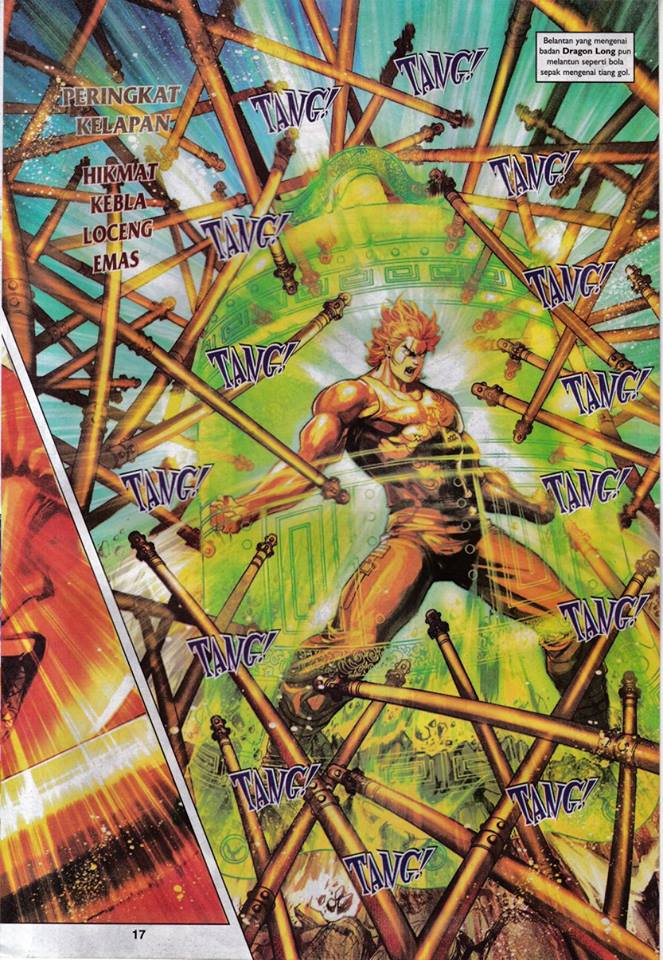 PERINGKAT
KELAPAN
HIKMAT
KEBLA
LOCENG
EMAS
Belantan yang mengenai
badan Dragon Long pun
melantun seperti bola
sepak mengenai tiang gol.
TANG!
TANG!
TANG!
TANG!
TANG!
TANG!
TANG!
TANG!
TANG!
TANG!
TANG!
TANG!
TANG!
TANG!
17